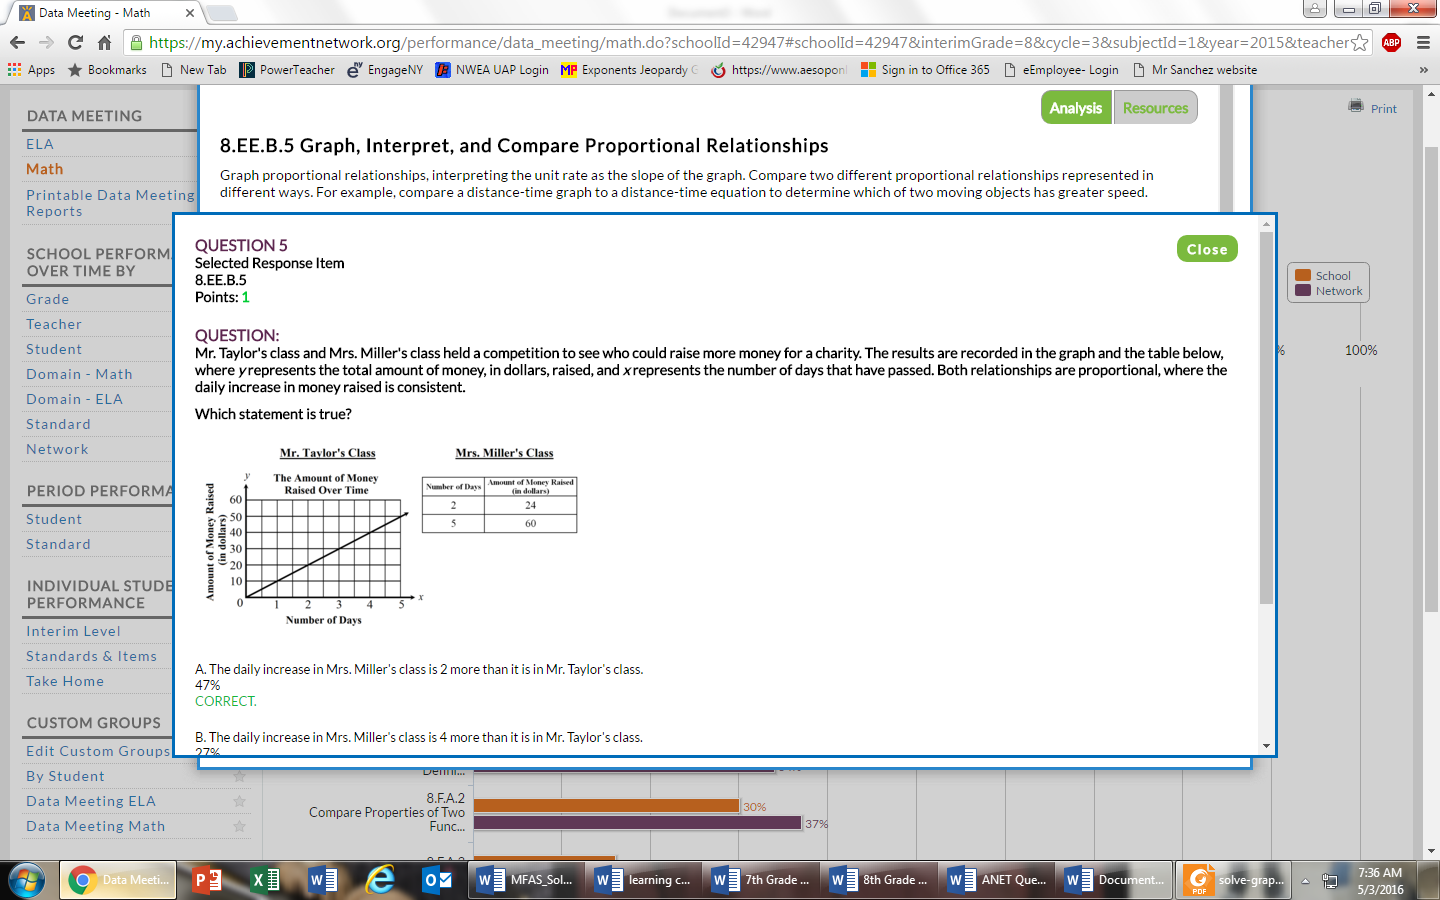 Data Meeting - Math
https://my.achievementnetwork.org/performance/data_meeting/math.do?schoolId=42947#schoolId=42947&interimGrade=8&cycle=3&subjectId=1&year=2015&teacher
ABP
Apps Bookmarks New Tab PowerTeacher EngageNY NWEA UAP Login Exponents Jeopardy G https://www.aesopon Sign in to Office 365 eEmployee- Login Mr Sanchez website »
DATA MEETING
ELA
Math
Printable Data Meeting
Reports
SCHOOL PERFORMA
OVER TIME BY
Grade
Teacher
Student
Domain - Math
Domain - ELA
Standard
Network
PERIOD PERFORMA
Student
Standard
INDIVIDUAL STUDE
PERFORMANCE
Interim Level
Standards & Items
Take Home
CUSTOM GROUPS
Edit Custom Groups
By Student
Data Meeting ELA
Data Meeting Math
Analysis Resources
Print
8.EE.B.5 Graph, Interpret, and Compare Proportional Relationships
Graph proportional relationships, interpreting the unit rate as the slope of the graph. Compare two different proportional relationships represented in
different ways. For example, compare a distance-time graph to a distance-time equation to determine which of two moving objects has greater speed.
QUESTION 5
Close
Selected Response Item
8.EE.B.5
Points: 1
School
Network
% 100%
QUESTION:
Mr. Taylor's class and Mrs. Miller's class held a competition to see who could raise more money for a charity. The results are recorded in the graph and the table below,
where y represents the total amount of money, in dollars, raised, and x represents the number of days that have passed. Both relationships are proportional, where the
daily increase in money raised is consistent.
Which statement is true?
Mr. Taylor's Class
The Amount of Money
Raised Over Time
y
Amount of Money Raised
(in dollars)
60
50
40
30
20
10
0 1 2 3 4 5 x
Number of Days
Mrs. Miller's Class
Number of Days Amount of Money Raised
(in dollars)
2 24
5 60
A. The daily increase in Mrs. Miller's class is 2 more than it is in Mr. Taylor's class.
47%
CORRECT.
B. The daily increase in Mrs. Miller's class is 4 more than it is in Mr. Taylor's class.
27%
8.F.A.2
Compare Properties of Two
Func...
30%
37%
Data Meeti... MFAS_Sol... learning c... 7th Grade ... 8th Grade ... ANET Que... Document... solve-grap...
PDF
7:36 AM
5/3/2016